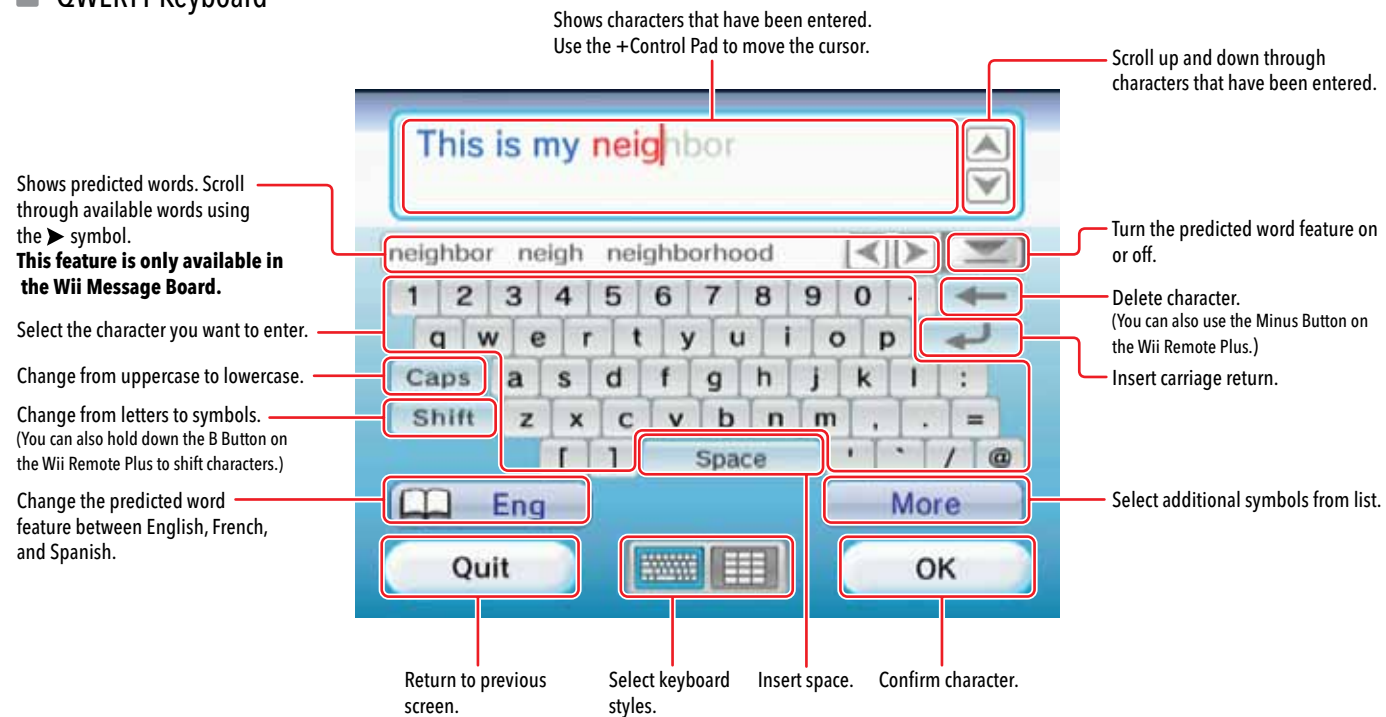 QWERTY Keyboard
Shows characters that have been entered.
Use the +Control Pad to move the cursor.
Scroll up and down through
characters that have been entered.
This is my neighbor
Shows predicted words. Scroll
through available words using
the ➤ symbol.
This feature is only available in
the Wii Message Board.
neighbor neigh neighborhood
Turn the predicted word feature on
or off.
1 2 3 4 5 6 7 8 9 0 -
Delete character.
(You can also use the Minus Button on
the Wii Remote Plus.)
Select the character you want to enter.
q w e r t y u i o p
Insert carriage return.
Change from uppercase to lowercase.
Caps a s d f g h j k l :
Change from letters to symbols.
(You can also hold down the B Button on
the Wii Remote Plus to shift characters.)
Shift z x c v b n m , . =
[ ] Space ' ` / @
Change the predicted word
feature between English, French,
and Spanish.
Eng More
Select additional symbols from list.
Quit OK
Return to previous
screen.
Select keyboard
styles.
Insert space.
Confirm character.